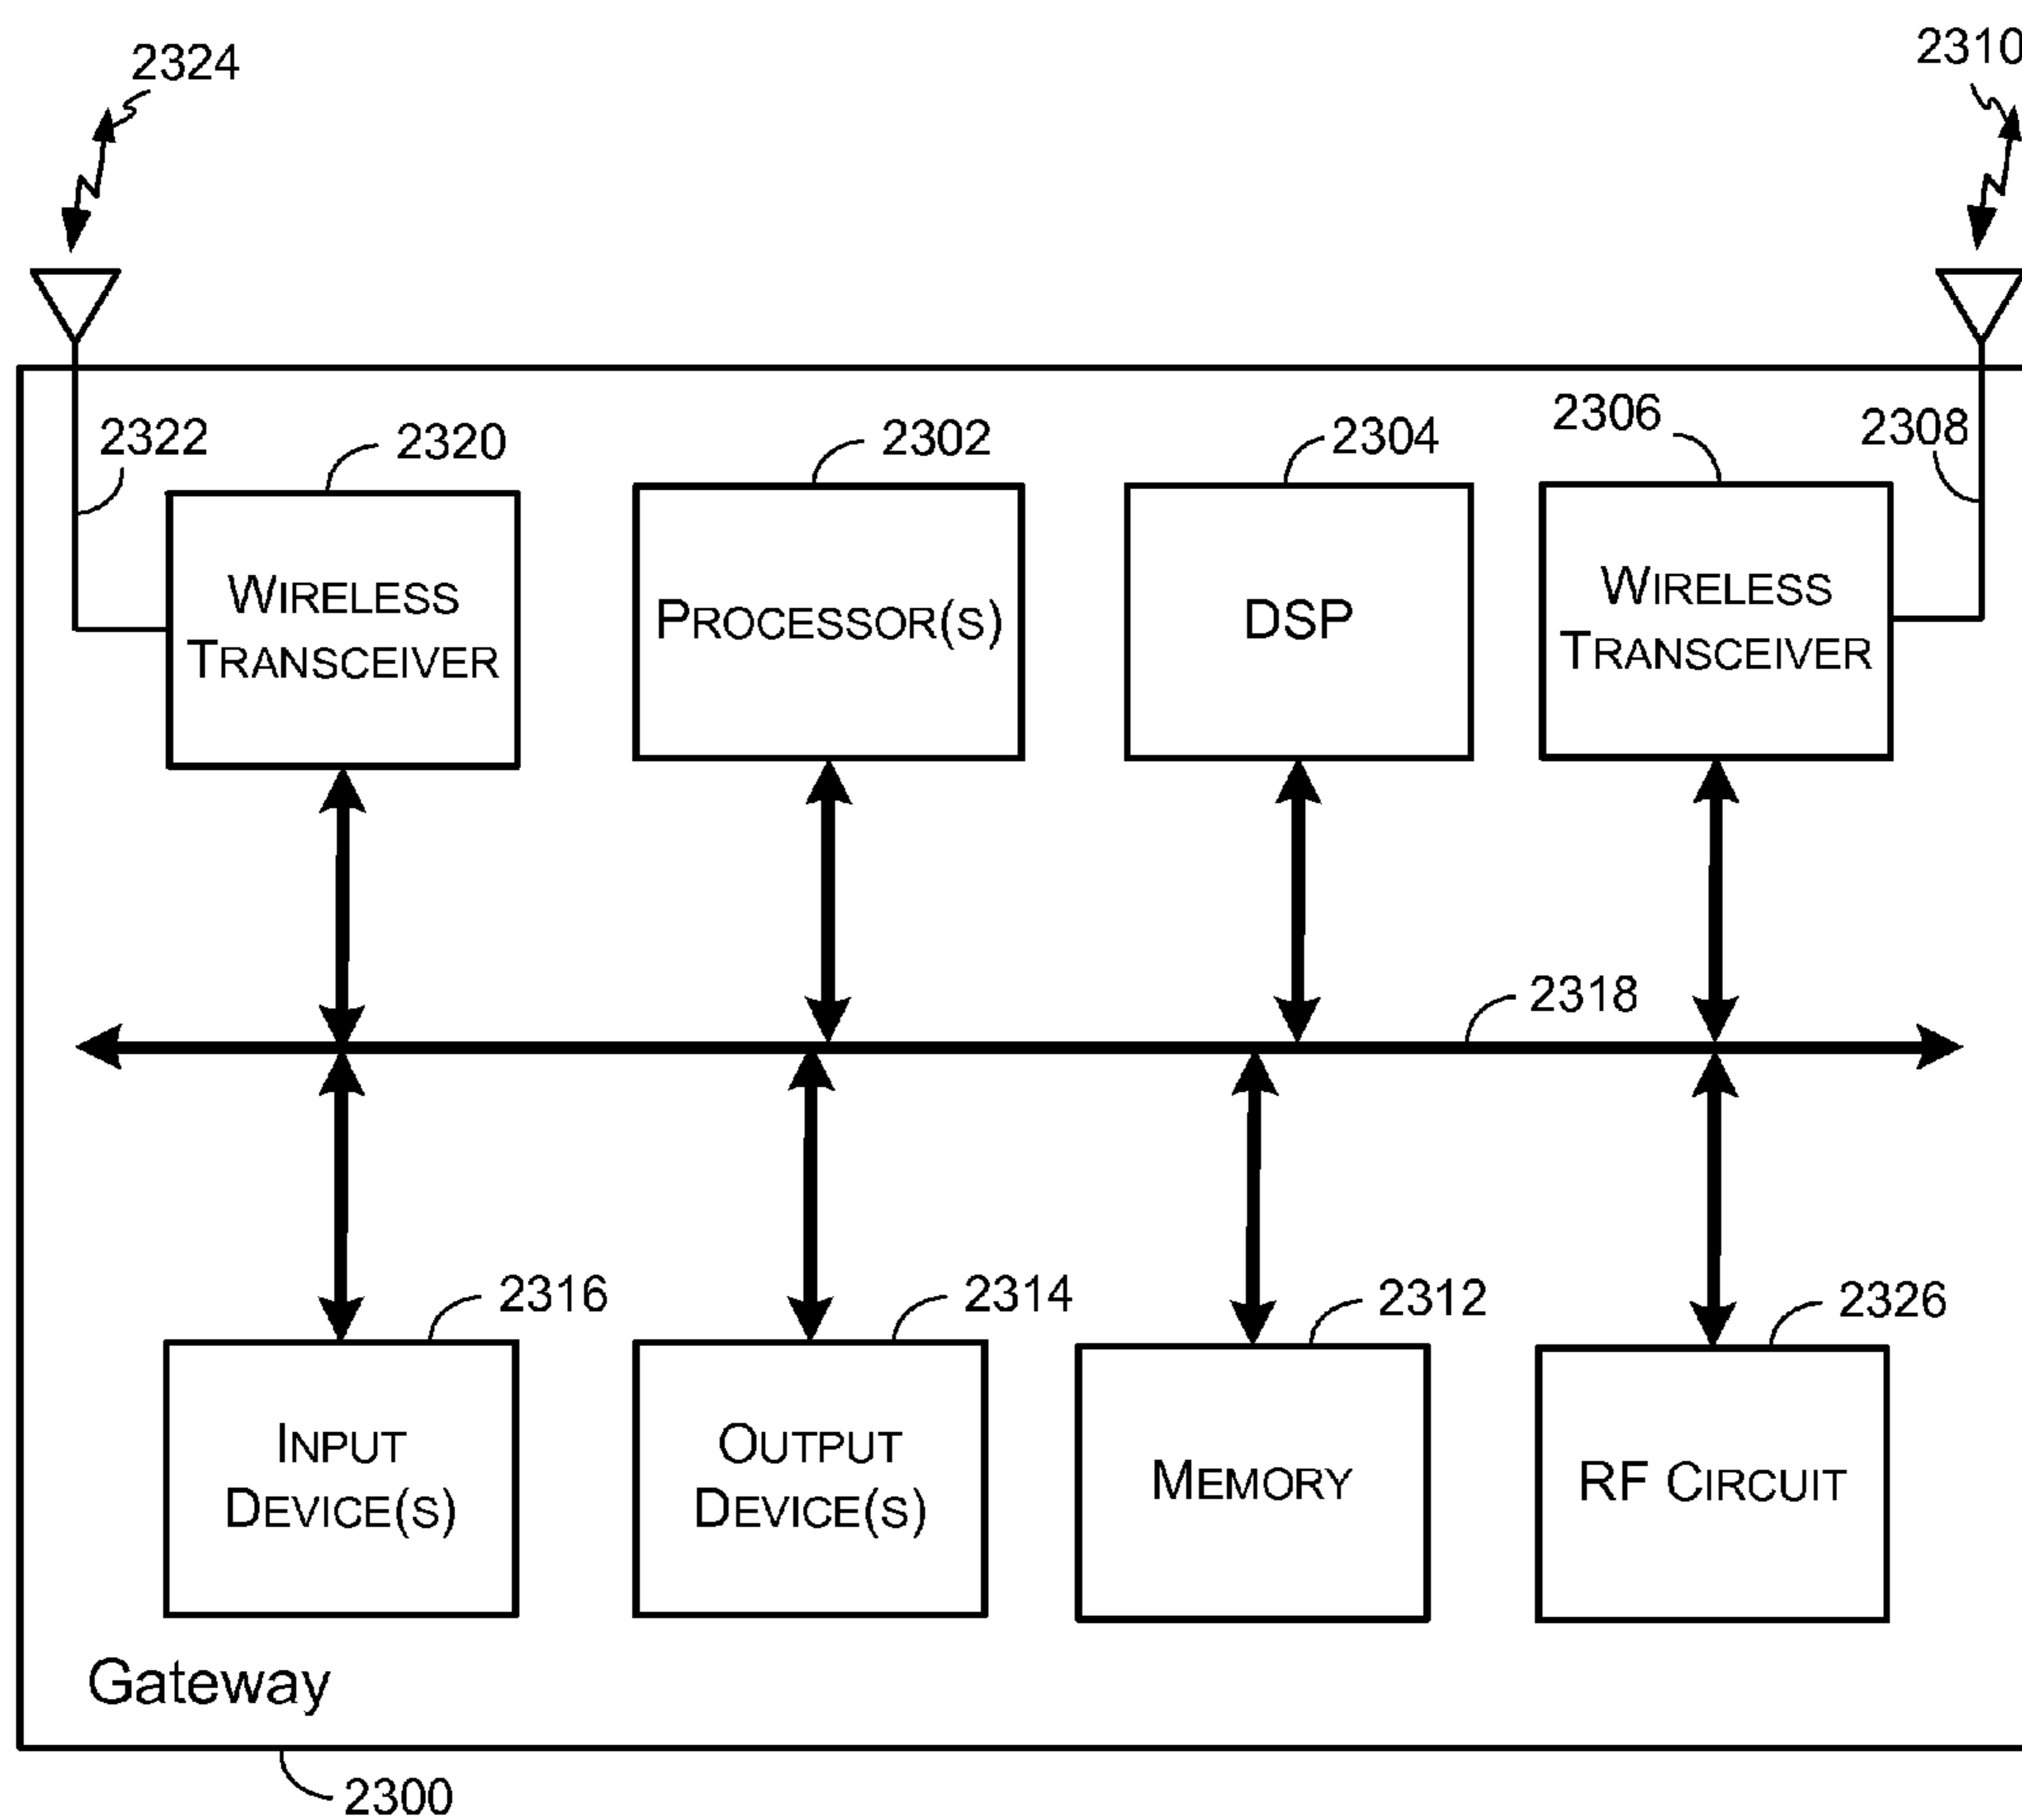 2324
2310
2322
2320
2302
2304
2306
2308
WIRELESS
TRANSCEIVER
PROCESSOR(S)
DSP
WIRELESS
TRANSCEIVER
2318
2316
2314
2312
2326
INPUT
DEVICE(S)
OUTPUT
DEVICE(S)
MEMORY
RF CIRCUIT
Gateway
2300